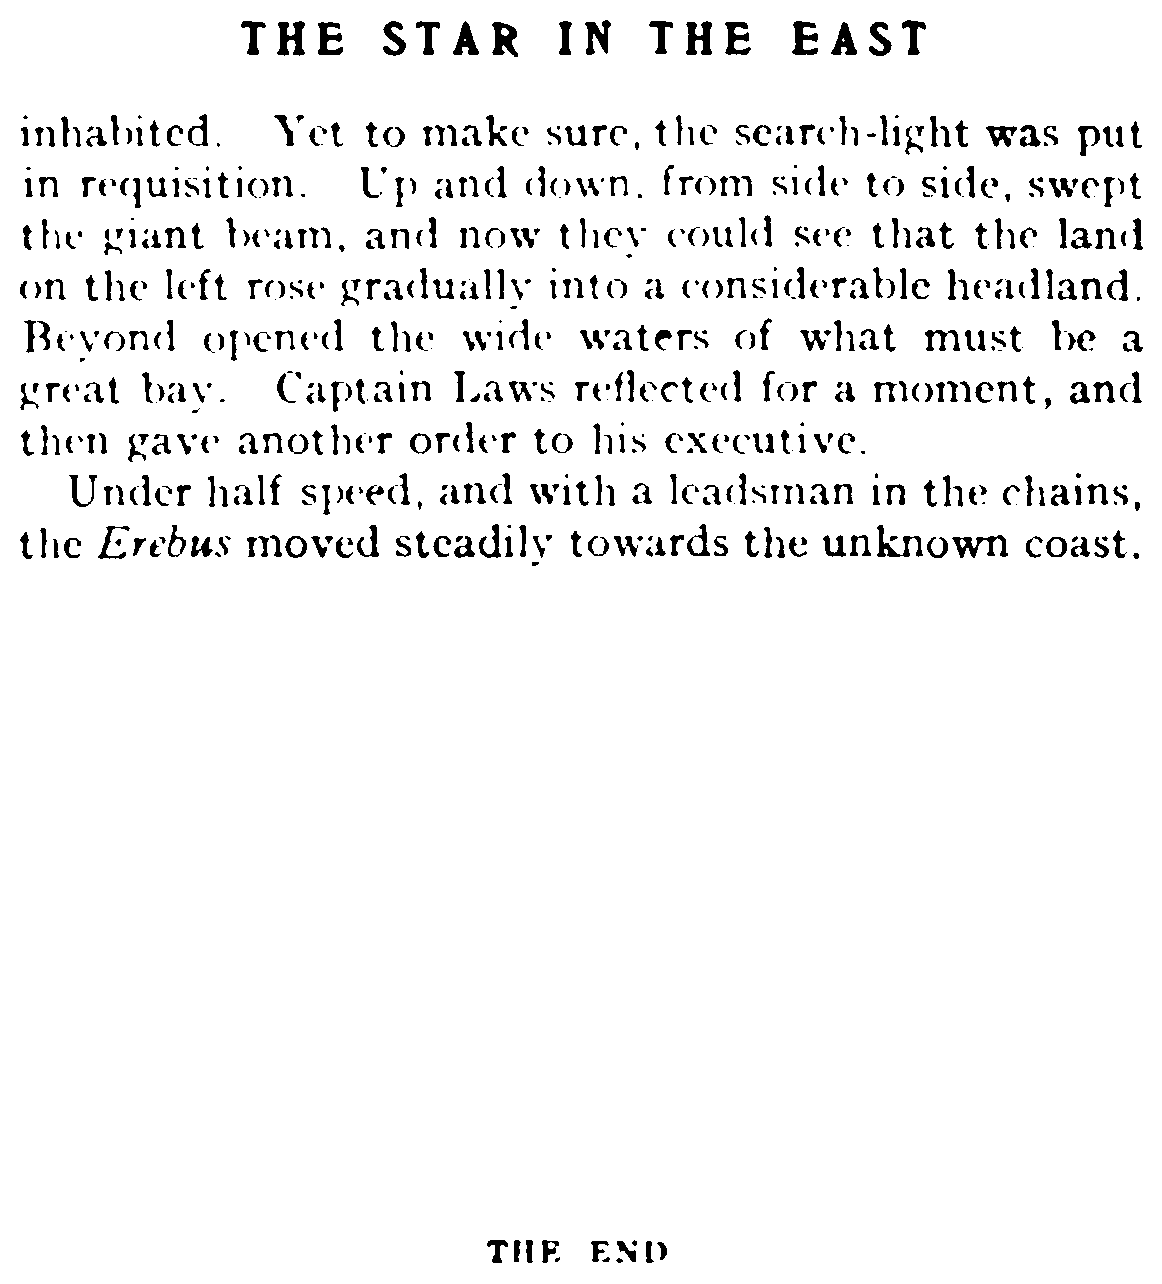 THE STAR IN THE EAST
inhabited. Yet to make sure, the search-light was put
in requisition. Up and down, from side to side, swept
the giant beam, and now they could see that the land
on the left rose gradually into a considerable headland.
Beyond opened the wide waters of what must be a
great bay. Captain Laws reflected for a moment, and
then gave another order to his executive.
Under half speed, and with a leadsman in the chains,
the Erebus moved steadily towards the unknown coast.
THE END